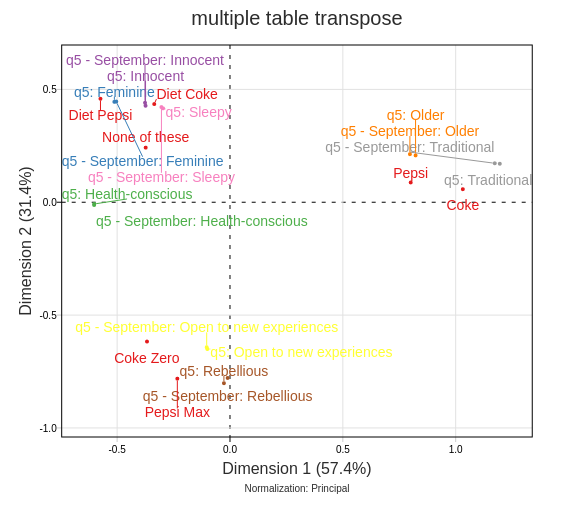 multiple table transpose
q5 - September: Innocent
q5: Innocent
q5: Feminine
Diet Coke
Diet Pepsi
q5: Sleepy
q5: Older
q5 - September: Older
None of these
q5 - September: Traditional
q5 - September: Feminine
Pepsi
q5 - September: Sleepy
q5: Traditional
q5: Health-conscious
Coke
q5 - September: Health-conscious
q5 - September: Open to new experiences
q5: Open to new experiences
Coke Zero
q5: Rebellious
q5 - September: Rebellious
Pepsi Max
0.5
0.0
-0.5
-1.0
Dimension 2 (31.4%)
-0.5
0.0
0.5
1.0
Dimension 1 (57.4%)
Normalization: Principal